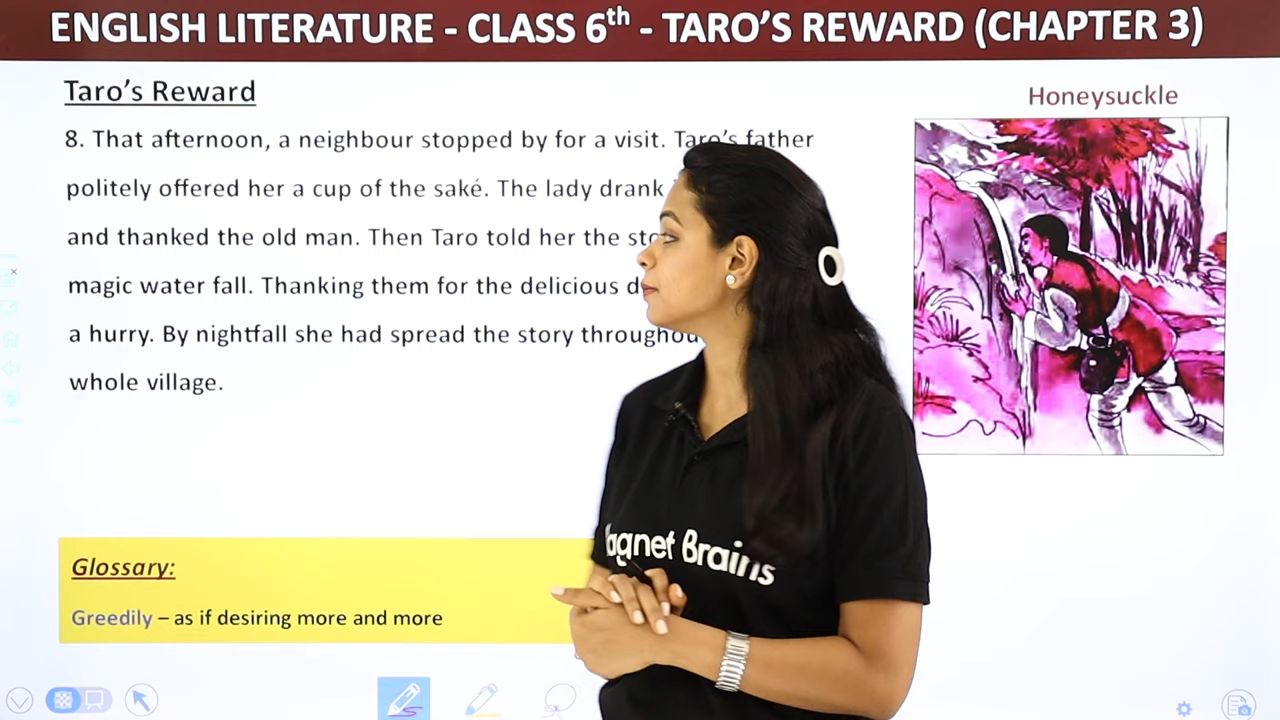 ENGLISH LITERATURE - CLASS 6th - TARO'S REWARD (CHAPTER 3)
Taro's Reward
Honeysuckle
8. That afternoon, a neighbour stopped by for a visit. Taro's father
politely offered her a cup of the saké. The lady drank
and thanked the old man. Then Taro told her the
magic water fall. Thanking them for the delicious
a hurry. By nightfall she had spread the story
whole village.
Glossary:
Greedily – as if desiring more and more
agnet Brains